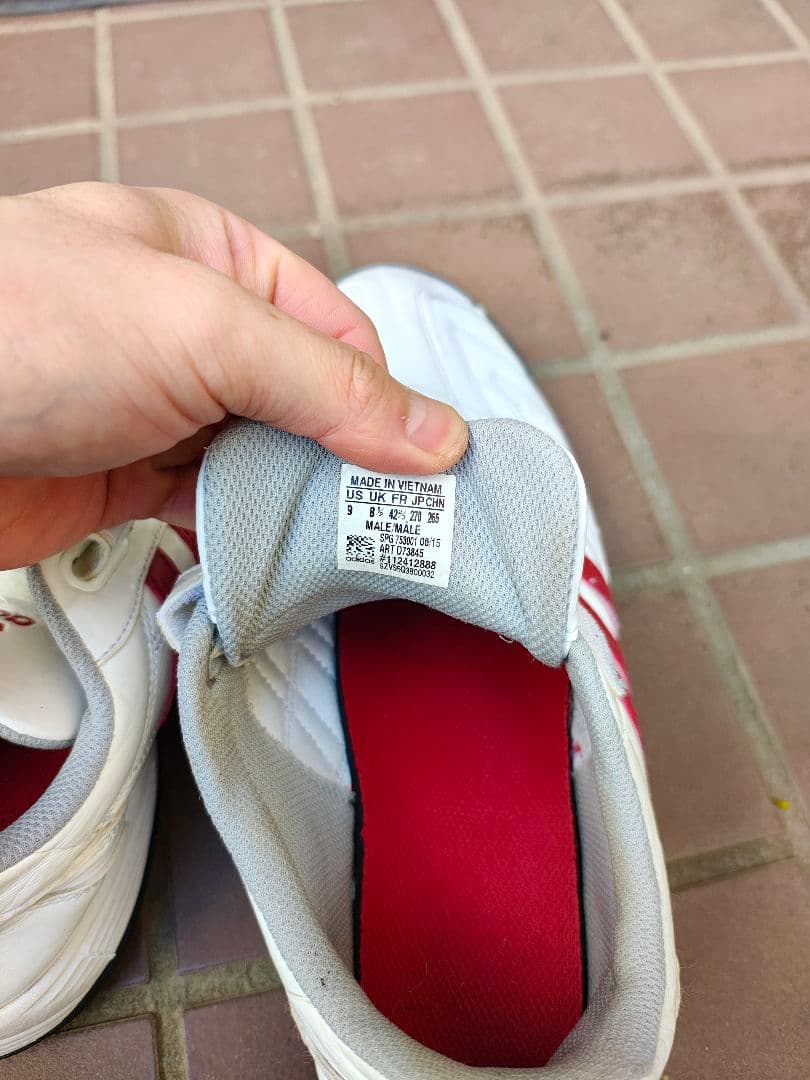 MADE IN VIETNAM
US UK FR JP CHN
9 8½ 42⅔ 270 265
MALE/MALE
SPG 753001 08/15
ART D73845
#112412888
adidas